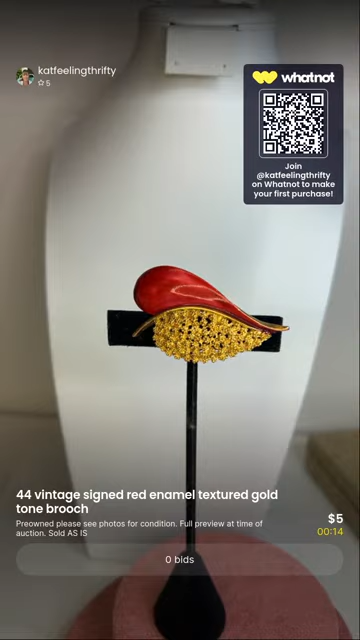 katfeelingthrifty
☆5
whatnot
Join
@katfeelingthrifty
on Whatnot to make
your first purchase!
44 vintage signed red enamel textured gold
tone brooch
Preowned please see photos for condition. Full preview at time of
auction. Sold AS IS
$5
00:14
0 bids